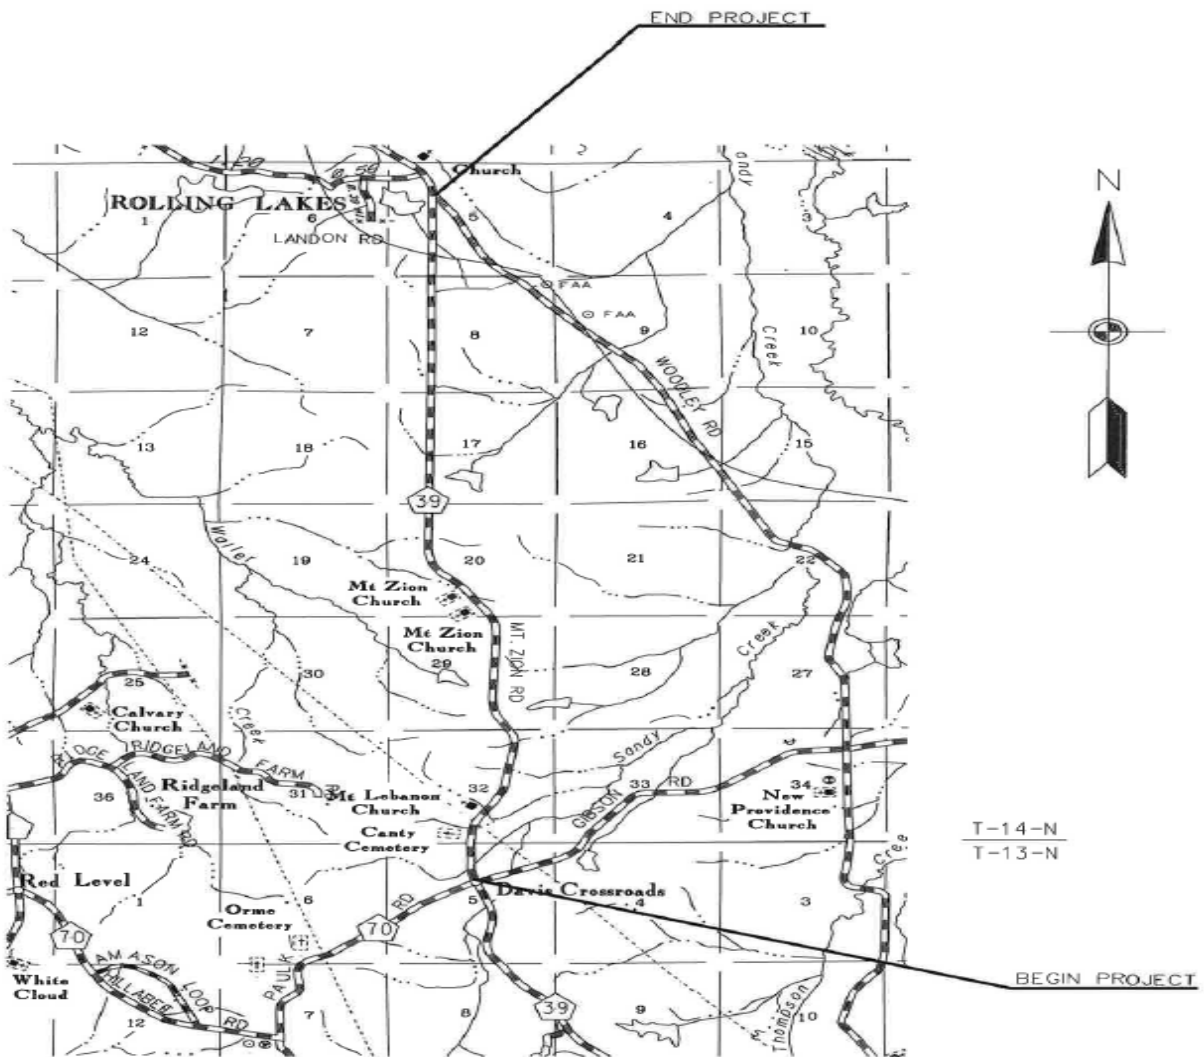 END PROJECT
Church
ROLLING LAKES
1
6
5
4
3
LANDON RD
N
FAA
FAA
12
7
8
9
10
Creek
WOODLEY RD
13
18
17
16
15
39
Waller
24
19
20
21
22
Mt Zion
Church
Mt Zion
Church
MT. ZION RD
Creek
29
28
27
30
25
Calvary
Church
Creek
Sandy
RIDGELAND FARM
LAND FARM RD
36
Ridgeland
Farm
31
Mt Lebanon
Church
32
33
GIBSON RD
34
New
Providence
Church
Canty
Cemetery
T-14-N
T-13-N
Red Level
Davis Crossroads
1
6
5
4
3
Orme
Cemetery
PAULK RD
70
70
White
Cloud
AMASON LOOP RD
BEGIN PROJECT
39
12
7
8
9
10
Thompson